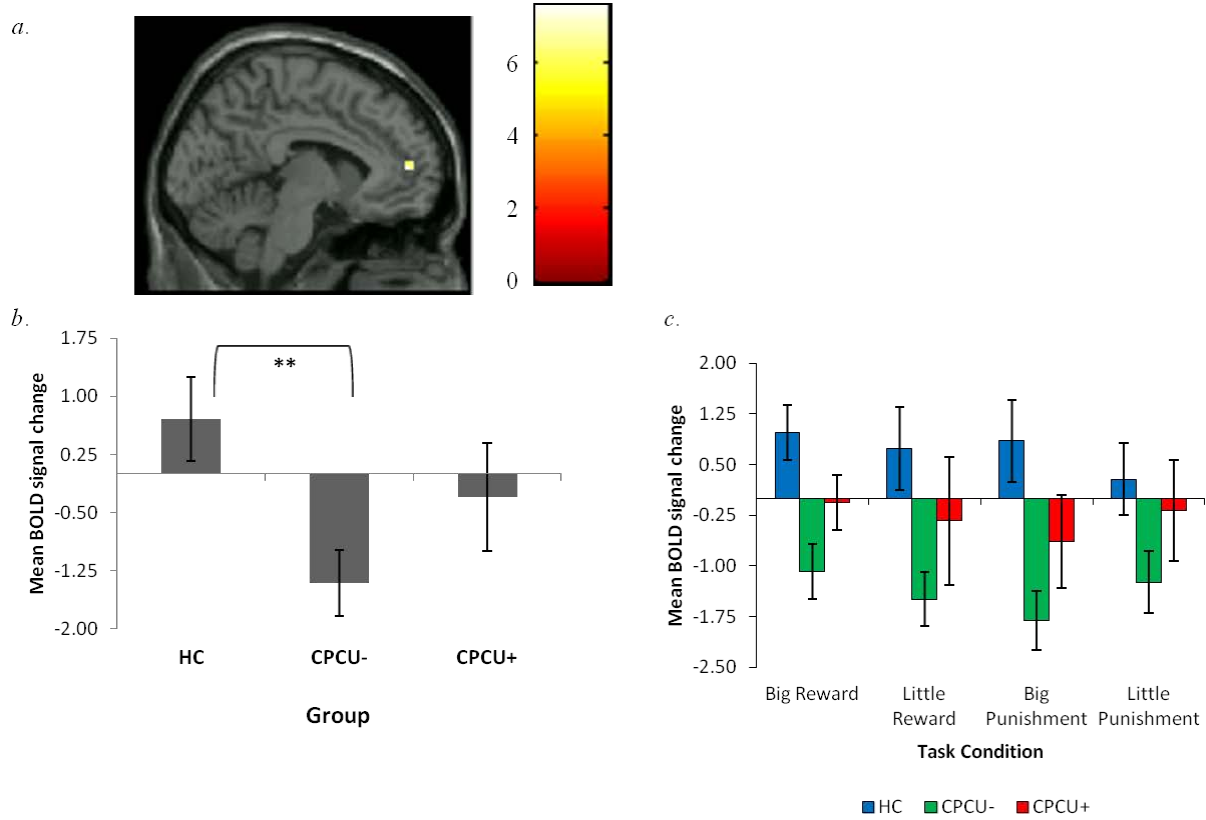 a.
6
4
2
0
b.
1.75
1.00
0.25
-0.50
-1.25
-2.00
Mean BOLD signal change
**
HC CPCU- CPCU+
Group
c.
2.00
1.25
0.50
-0.25
-1.00
-1.75
-2.50
Mean BOLD signal change
Big Reward Little Big Little
Reward Punishment Punishment
Task Condition
HC CPCU- CPCU+